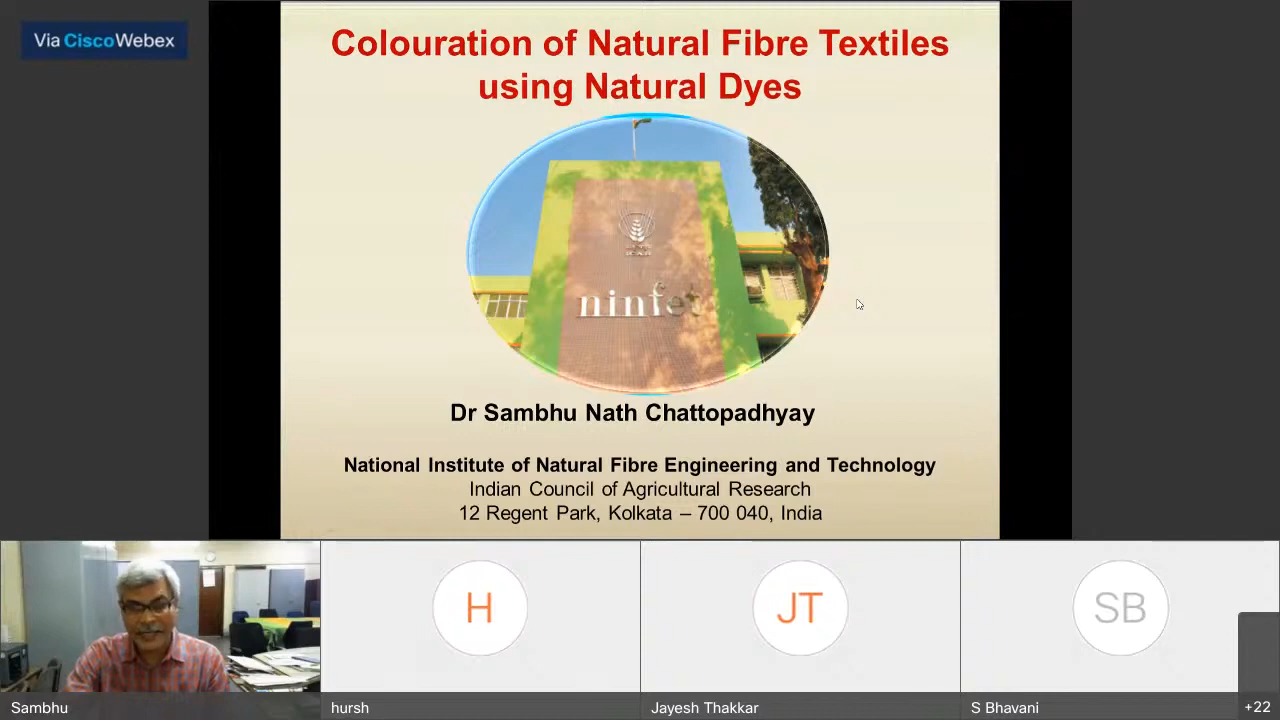 Via CiscoWebex
Colouration of Natural Fibre Textiles
using Natural Dyes
ninfet
Dr Sambhu Nath Chattopadhyay
National Institute of Natural Fibre Engineering and Technology
Indian Council of Agricultural Research
12 Regent Park, Kolkata – 700 040, India
H
JT
SB
Sambhu
hursh
Jayesh Thakkar
S Bhavani
+22